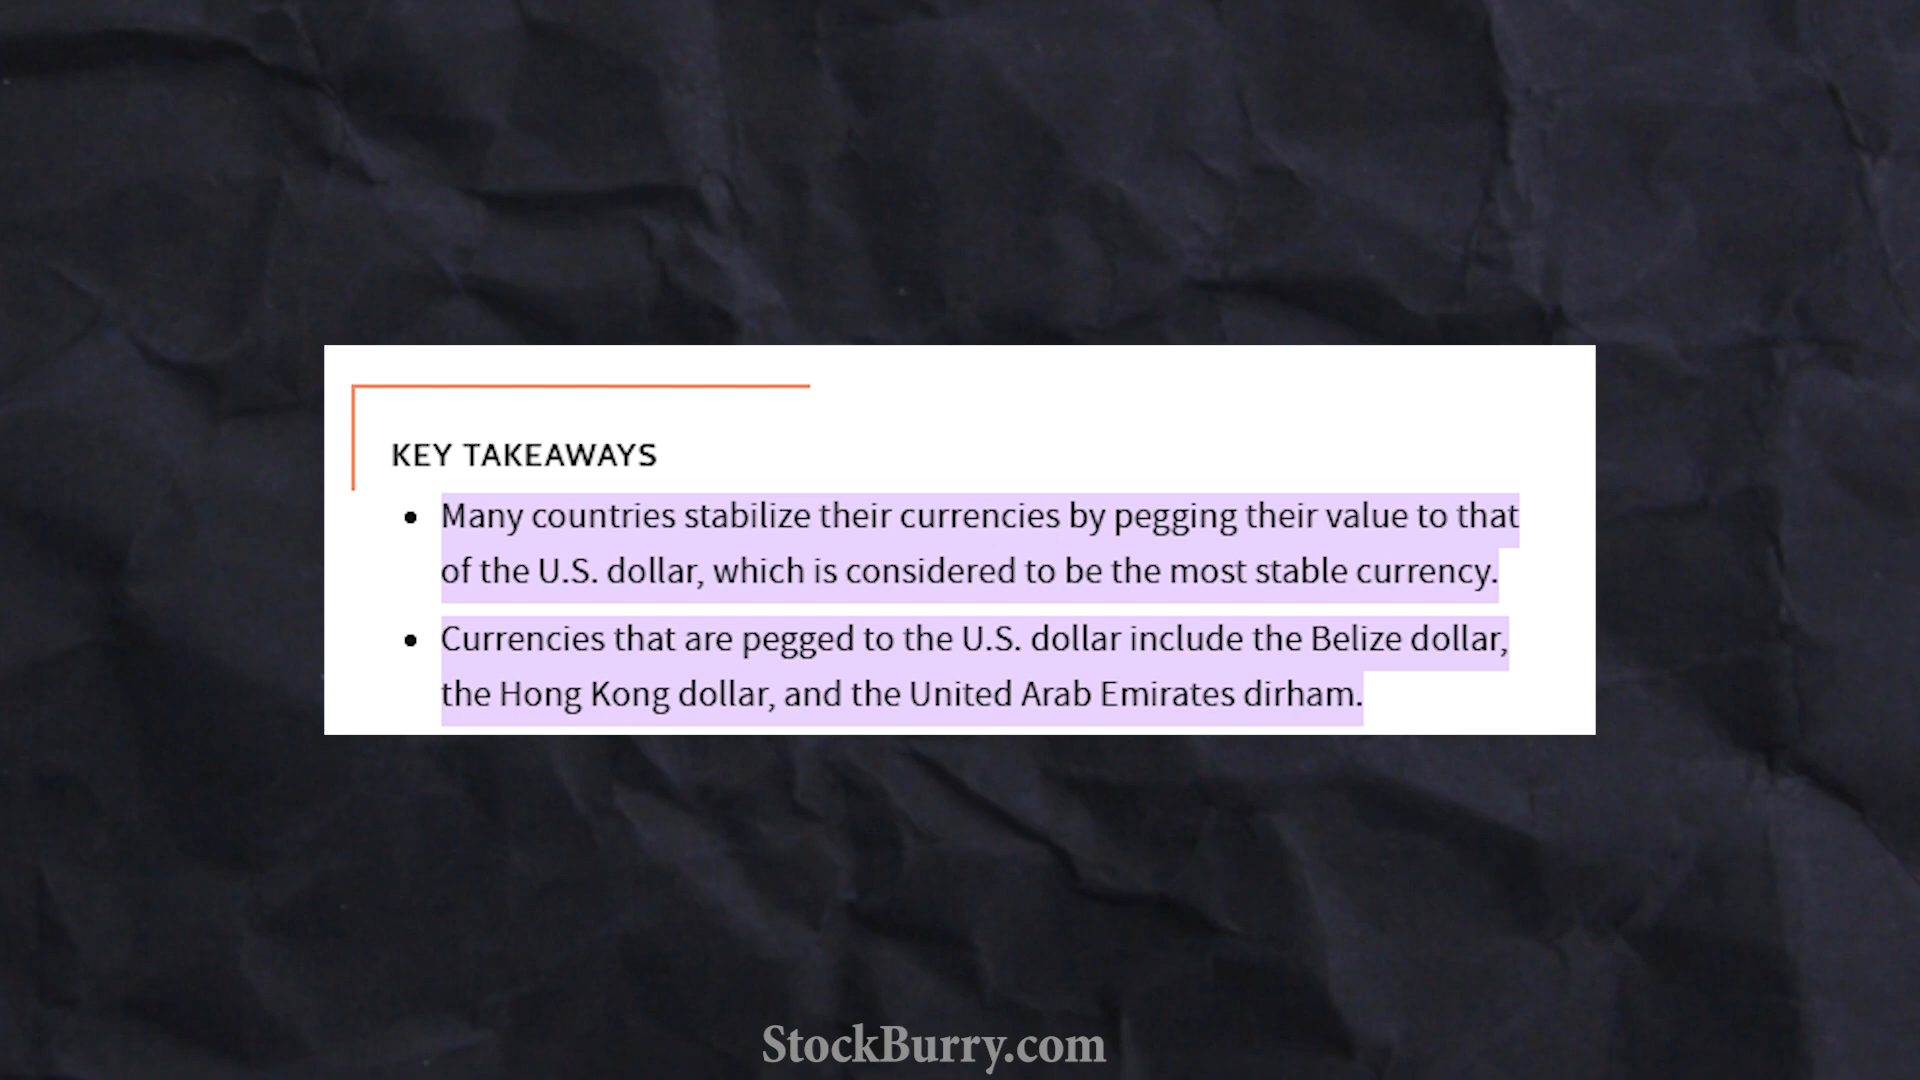 KEY TAKEAWAYS
• Many countries stabilize their currencies by pegging their value to that
of the U.S. dollar, which is considered to be the most stable currency.
• Currencies that are pegged to the U.S. dollar include the Belize dollar,
the Hong Kong dollar, and the United Arab Emirates dirham.
StockBurry.com